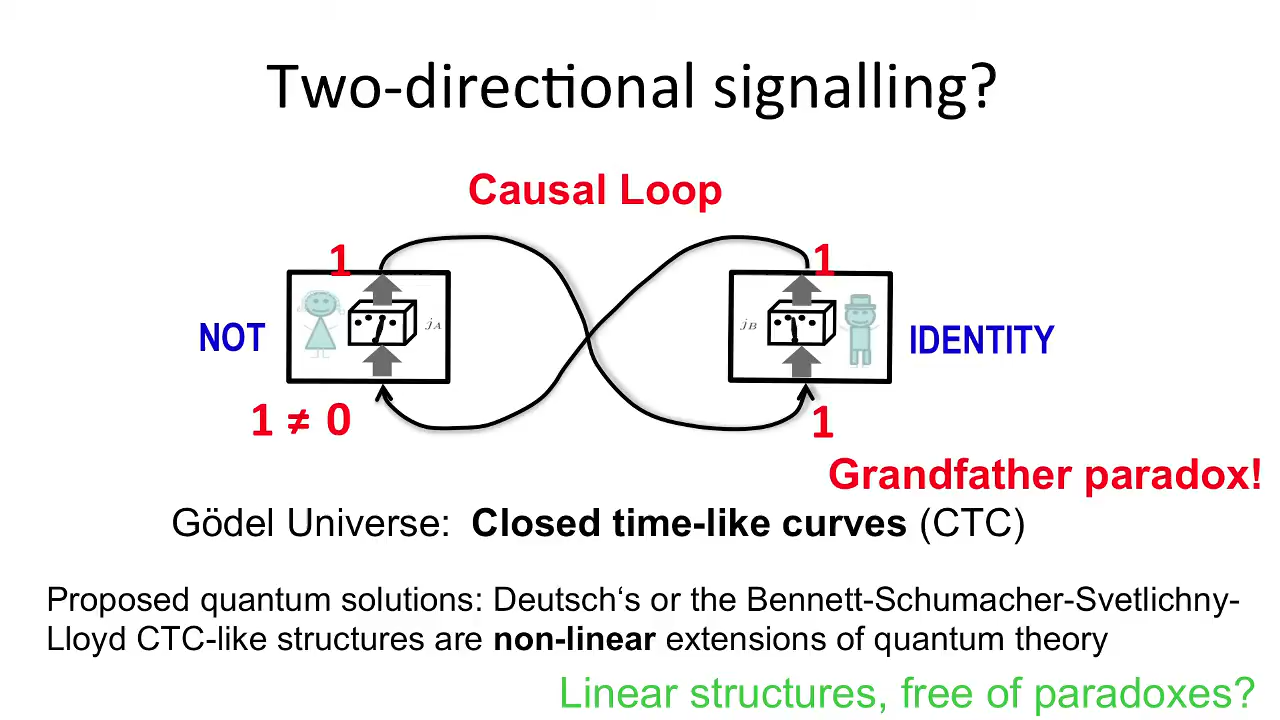 Two-directional signalling?
Causal Loop
1
1
NOT
j_A
j_B
IDENTITY
1 ≠ 0
1
Grandfather paradox!
Gödel Universe: Closed time-like curves (CTC)
Proposed quantum solutions: Deutsch‘s or the Bennett-Schumacher-Svetlichny-
Lloyd CTC-like structures are non-linear extensions of quantum theory
Linear structures, free of paradoxes?